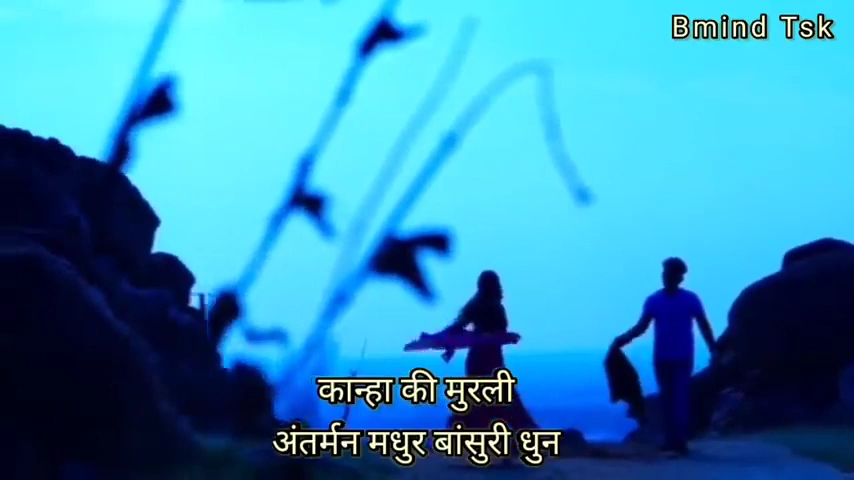 Bmind Tsk
कान्हा की मुरली
अंतर्मन मधुर बांसुरी धुन